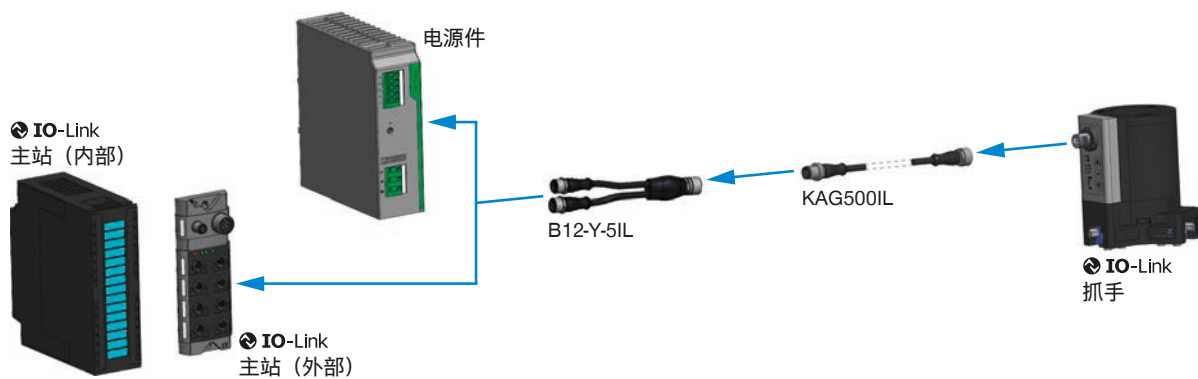 电源件
IO-Link
主站（内部）
KAG500IL
B12-Y-5IL
IO-Link
抓手
IO-Link
主站（外部）